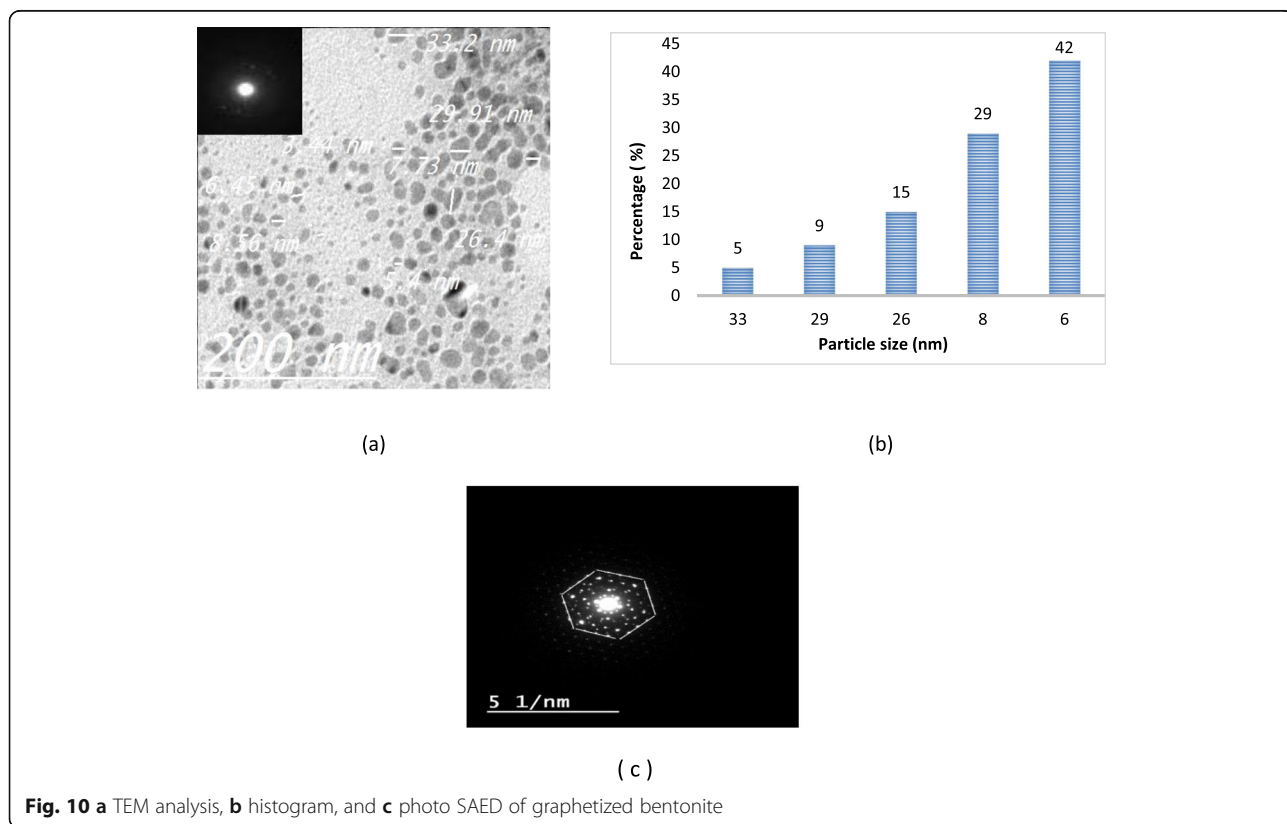 33.2 nm
29.91 nm
7.73 nm
6.45 nm
8.56 nm
26.4 nm
5.4 nm
200 nm
(a)
45
40
35
30
25
20
15
10
5
0
Percentage ( %)
5
9
15
29
42
33
29
26
8
6
Particle size (nm)
(b)
5 1/nm
( c )
Fig. 10 a TEM analysis, b histogram, and c photo SAED of graphetized bentonite